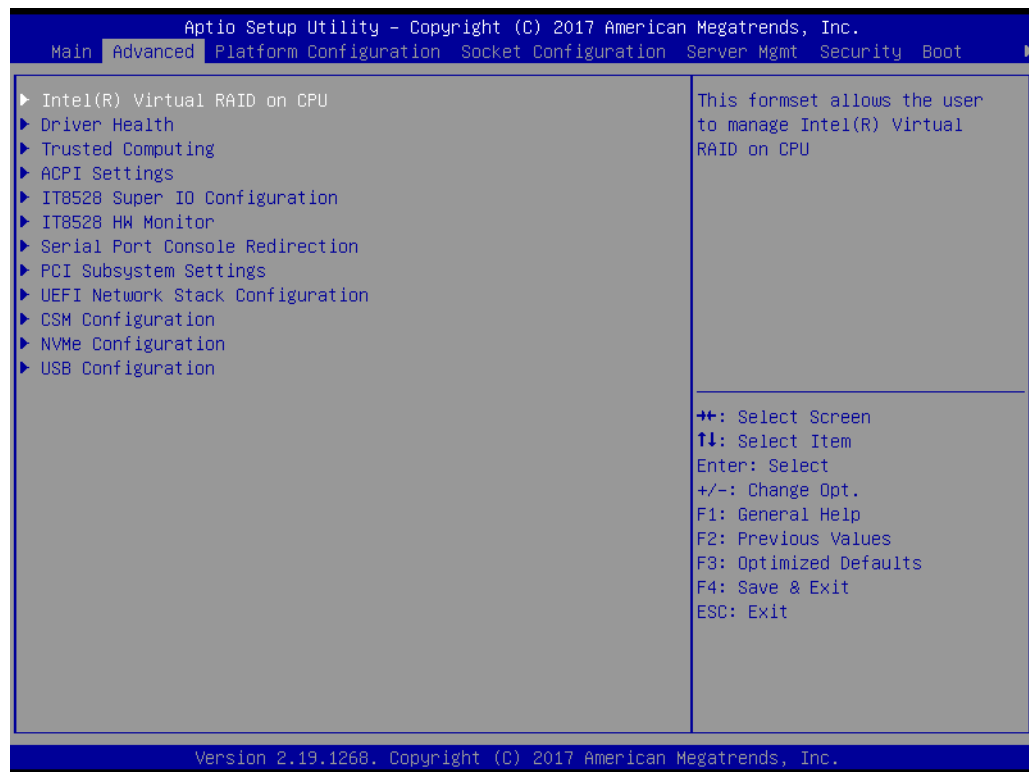 Aptio Setup Utility – Copyright (C) 2017 American Megatrends, Inc.
Main Advanced Platform Configuration Socket Configuration Server Mgmt Security Boot
▶ Intel(R) Virtual RAID on CPU
▶ Driver Health
▶ Trusted Computing
▶ ACPI Settings
▶ IT8528 Super IO Configuration
▶ IT8528 HW Monitor
▶ Serial Port Console Redirection
▶ PCI Subsystem Settings
▶ UEFI Network Stack Configuration
▶ CSM Configuration
▶ NVMe Configuration
▶ USB Configuration
This formset allows the user
to manage Intel(R) Virtual
RAID on CPU
→←: Select Screen
↑↓: Select Item
Enter: Select
+/-: Change Opt.
F1: General Help
F2: Previous Values
F3: Optimized Defaults
F4: Save & Exit
ESC: Exit
Version 2.19.1268. Copyright (C) 2017 American Megatrends, Inc.